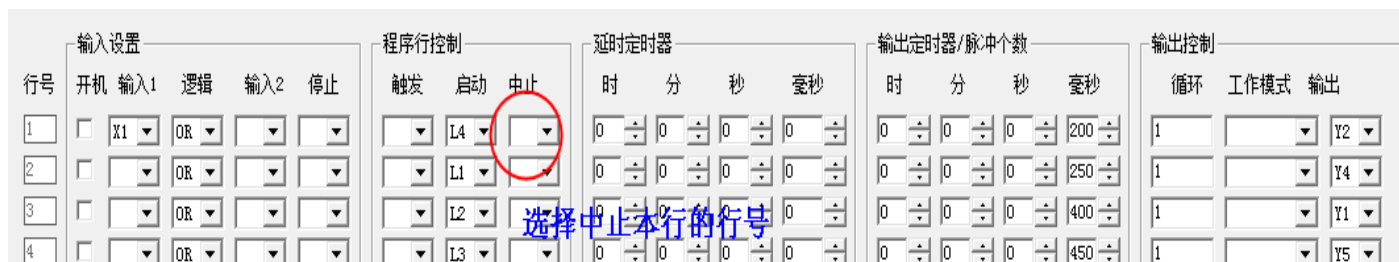 输入设置 程序行控制 延时定时器 输出定时器/脉冲个数 输出控制
行号 开机 输入1 逻辑 输入2 停止 触发 启动 中止 时 分 秒 毫秒 时 分 秒 毫秒 循环 工作模式 输出
1 X1 OR L4 0 0 0 0 0 0 0 200 1 Y2
2 OR L1 0 0 0 0 0 0 0 250 1 Y4
3 OR L2 0 0 0 0 0 0 0 400 1 Y1
选择中止本行的行号
4 OR L3 0 0 0 0 0 0 0 450 1 Y5